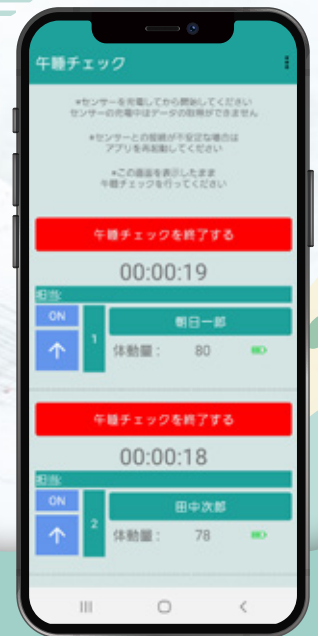 午睡チェック
*センサーを充電してから開始してください
センサーの充電中はデータの取得ができません
*センサーとの接続が不安定な場合は
アプリを再起動してください
*この画面を表示したまま
午睡チェックを行ってください
午睡チェックを終了する
00:00:19
担当:
ON
1
朝日一郎
体動量:
80
午睡チェックを終了する
00:00:18
担当:
ON
2
田中次郎
体動量:
78